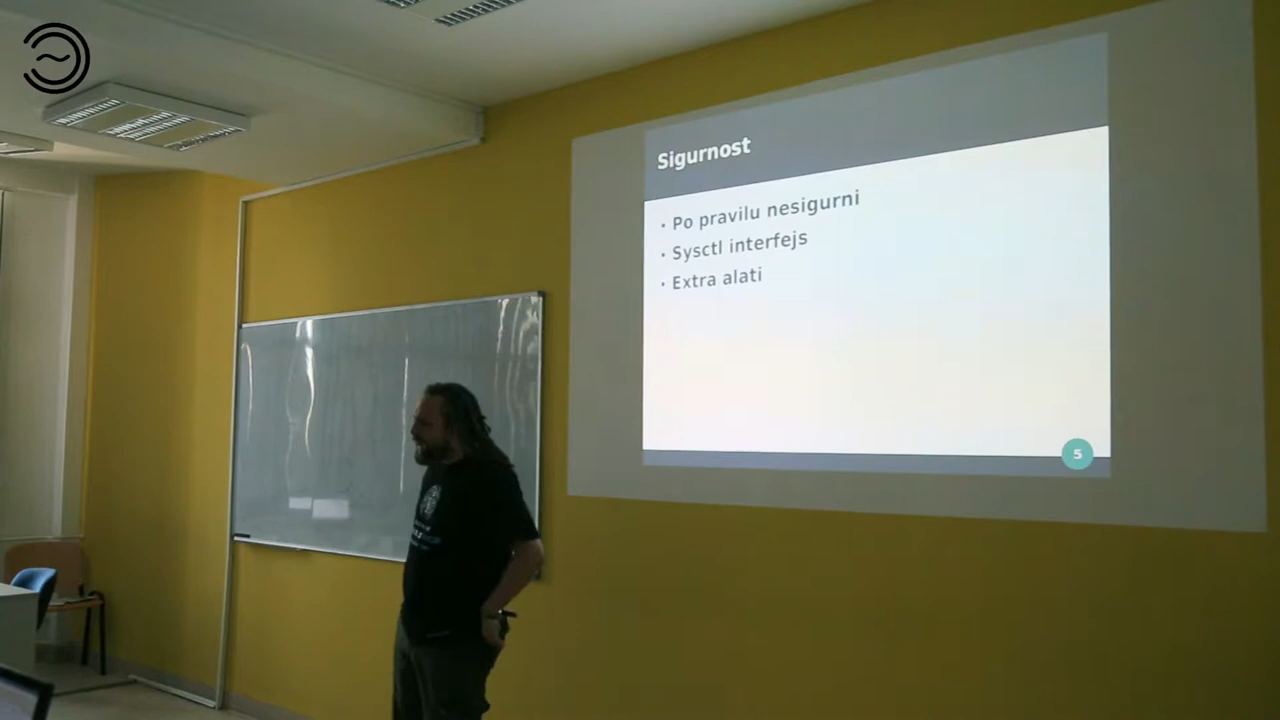 Sigurnost
• Po pravilu nesigurni
• Sysctl interfejs
• Extra alati
5